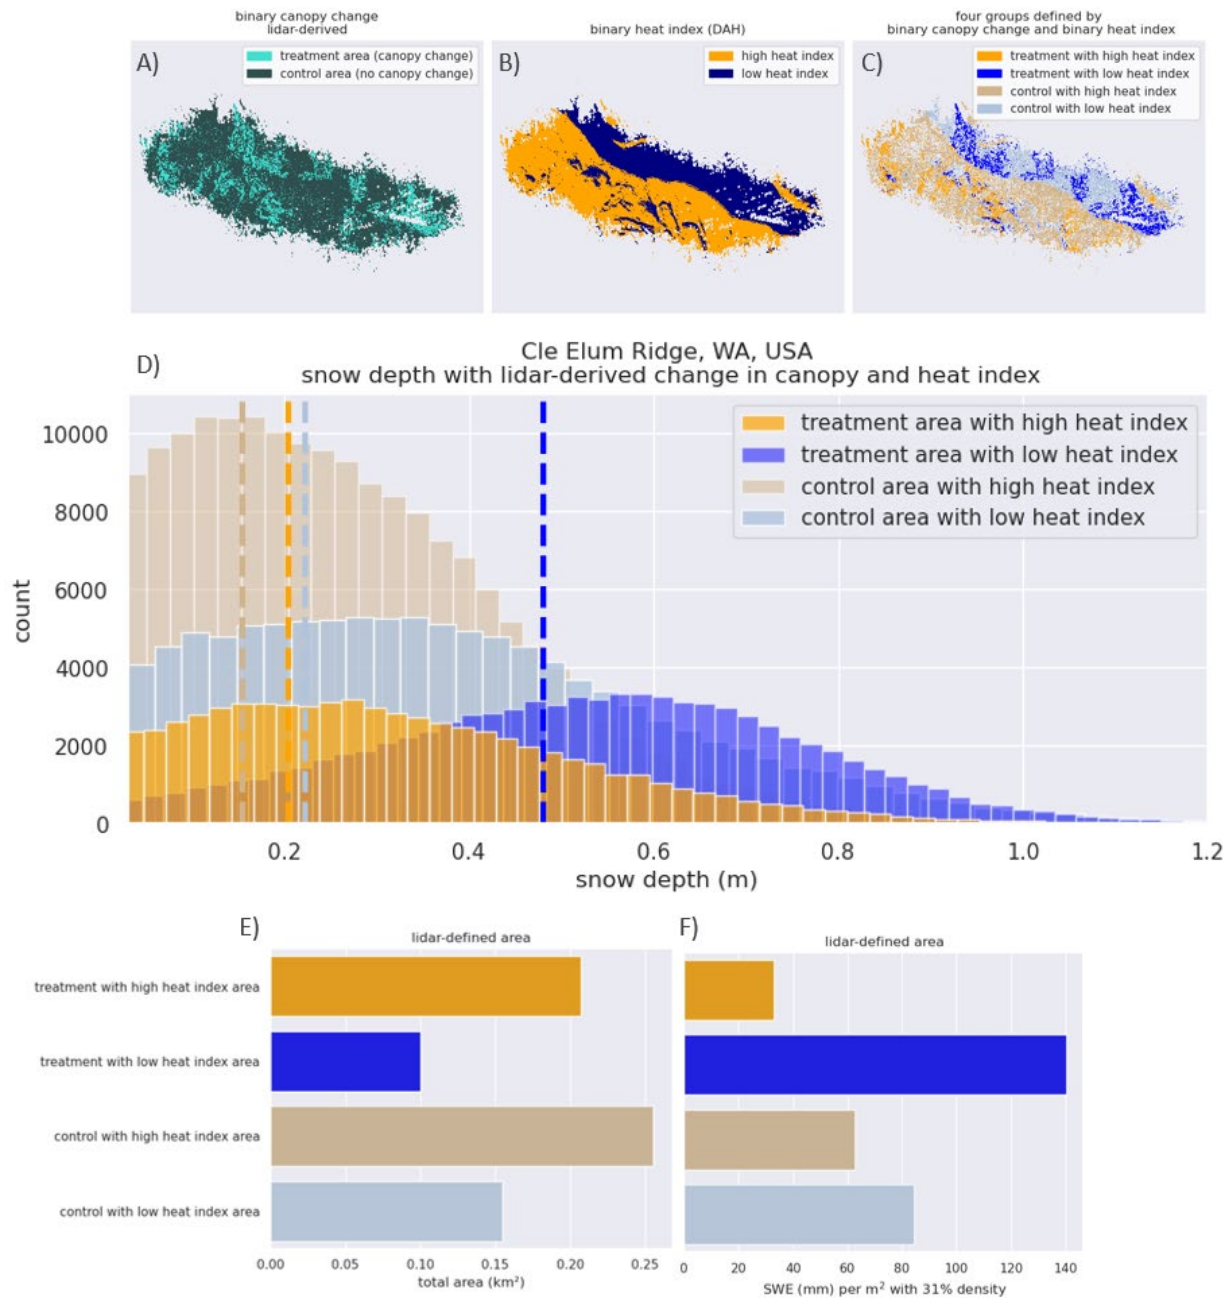 binary canopy change
lidar-derived
A)
treatment area (canopy change)
control area (no canopy change)
binary heat index (DAH)
B)
high heat index
low heat index
four groups defined by
binary canopy change and binary heat index
C)
treatment with high heat index
treatment with low heat index
control with high heat index
control with low heat index
D)
Cle Elum Ridge, WA, USA
snow depth with lidar-derived change in canopy and heat index
treatment area with high heat index
treatment area with low heat index
control area with high heat index
control area with low heat index
count
10000
8000
6000
4000
2000
0
0.2 0.4 0.6 0.8 1.0 1.2
snow depth (m)
E)
lidar-defined area
treatment with high heat index area
treatment with low heat index area
control with high heat index area
control with low heat index area
0.00 0.05 0.10 0.15 0.20 0.25
total area (km²)
F)
lidar-defined area
0 20 40 60 80 100 120 140
SWE (mm) per m² with 31% density